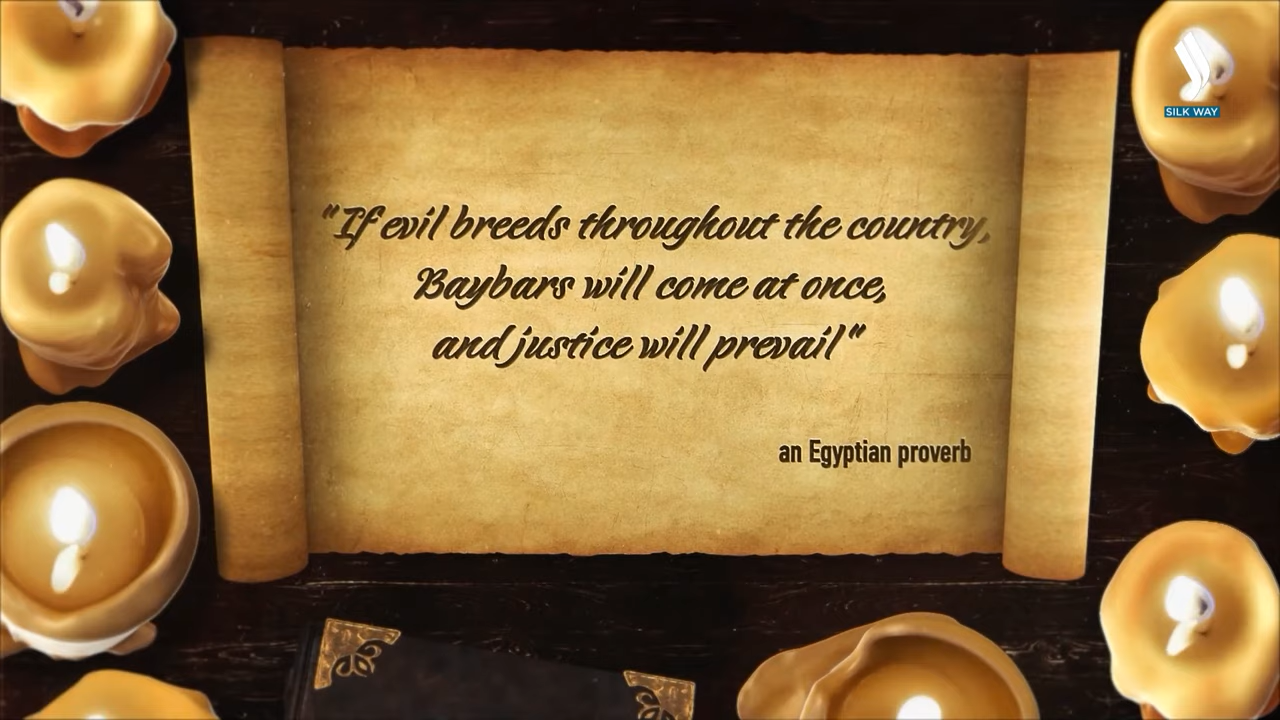 SILK WAY
"If evil breeds throughout the country,
Baybars will come at once,
and justice will prevail"
an Egyptian proverb